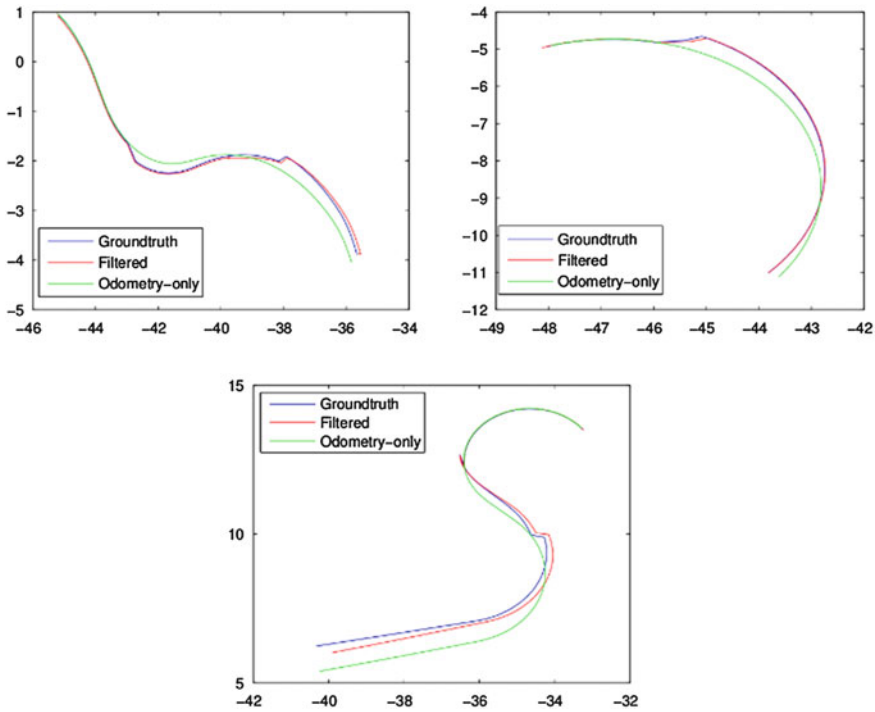 1
0
−1
−2
−3
−4
−5
−46 −44 −42 −40 −38 −36 −34
Groundtruth
Filtered
Odometry−only
−4
−5
−6
−7
−8
−9
−10
−11
−12
−49 −48 −47 −46 −45 −44 −43 −42
Groundtruth
Filtered
Odometry−only
15
10
5
−42 −40 −38 −36 −34 −32
Groundtruth
Filtered
Odometry−only